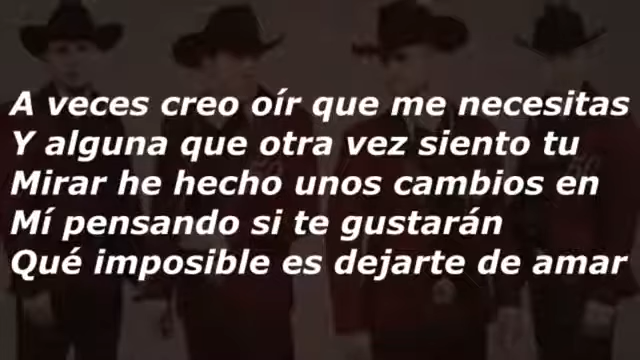 A veces creo oír que me necesitas
Y alguna que otra vez siento tu
Mirar he hecho unos cambios en
Mí pensando si te gustarán
Qué imposible es dejarte de amar